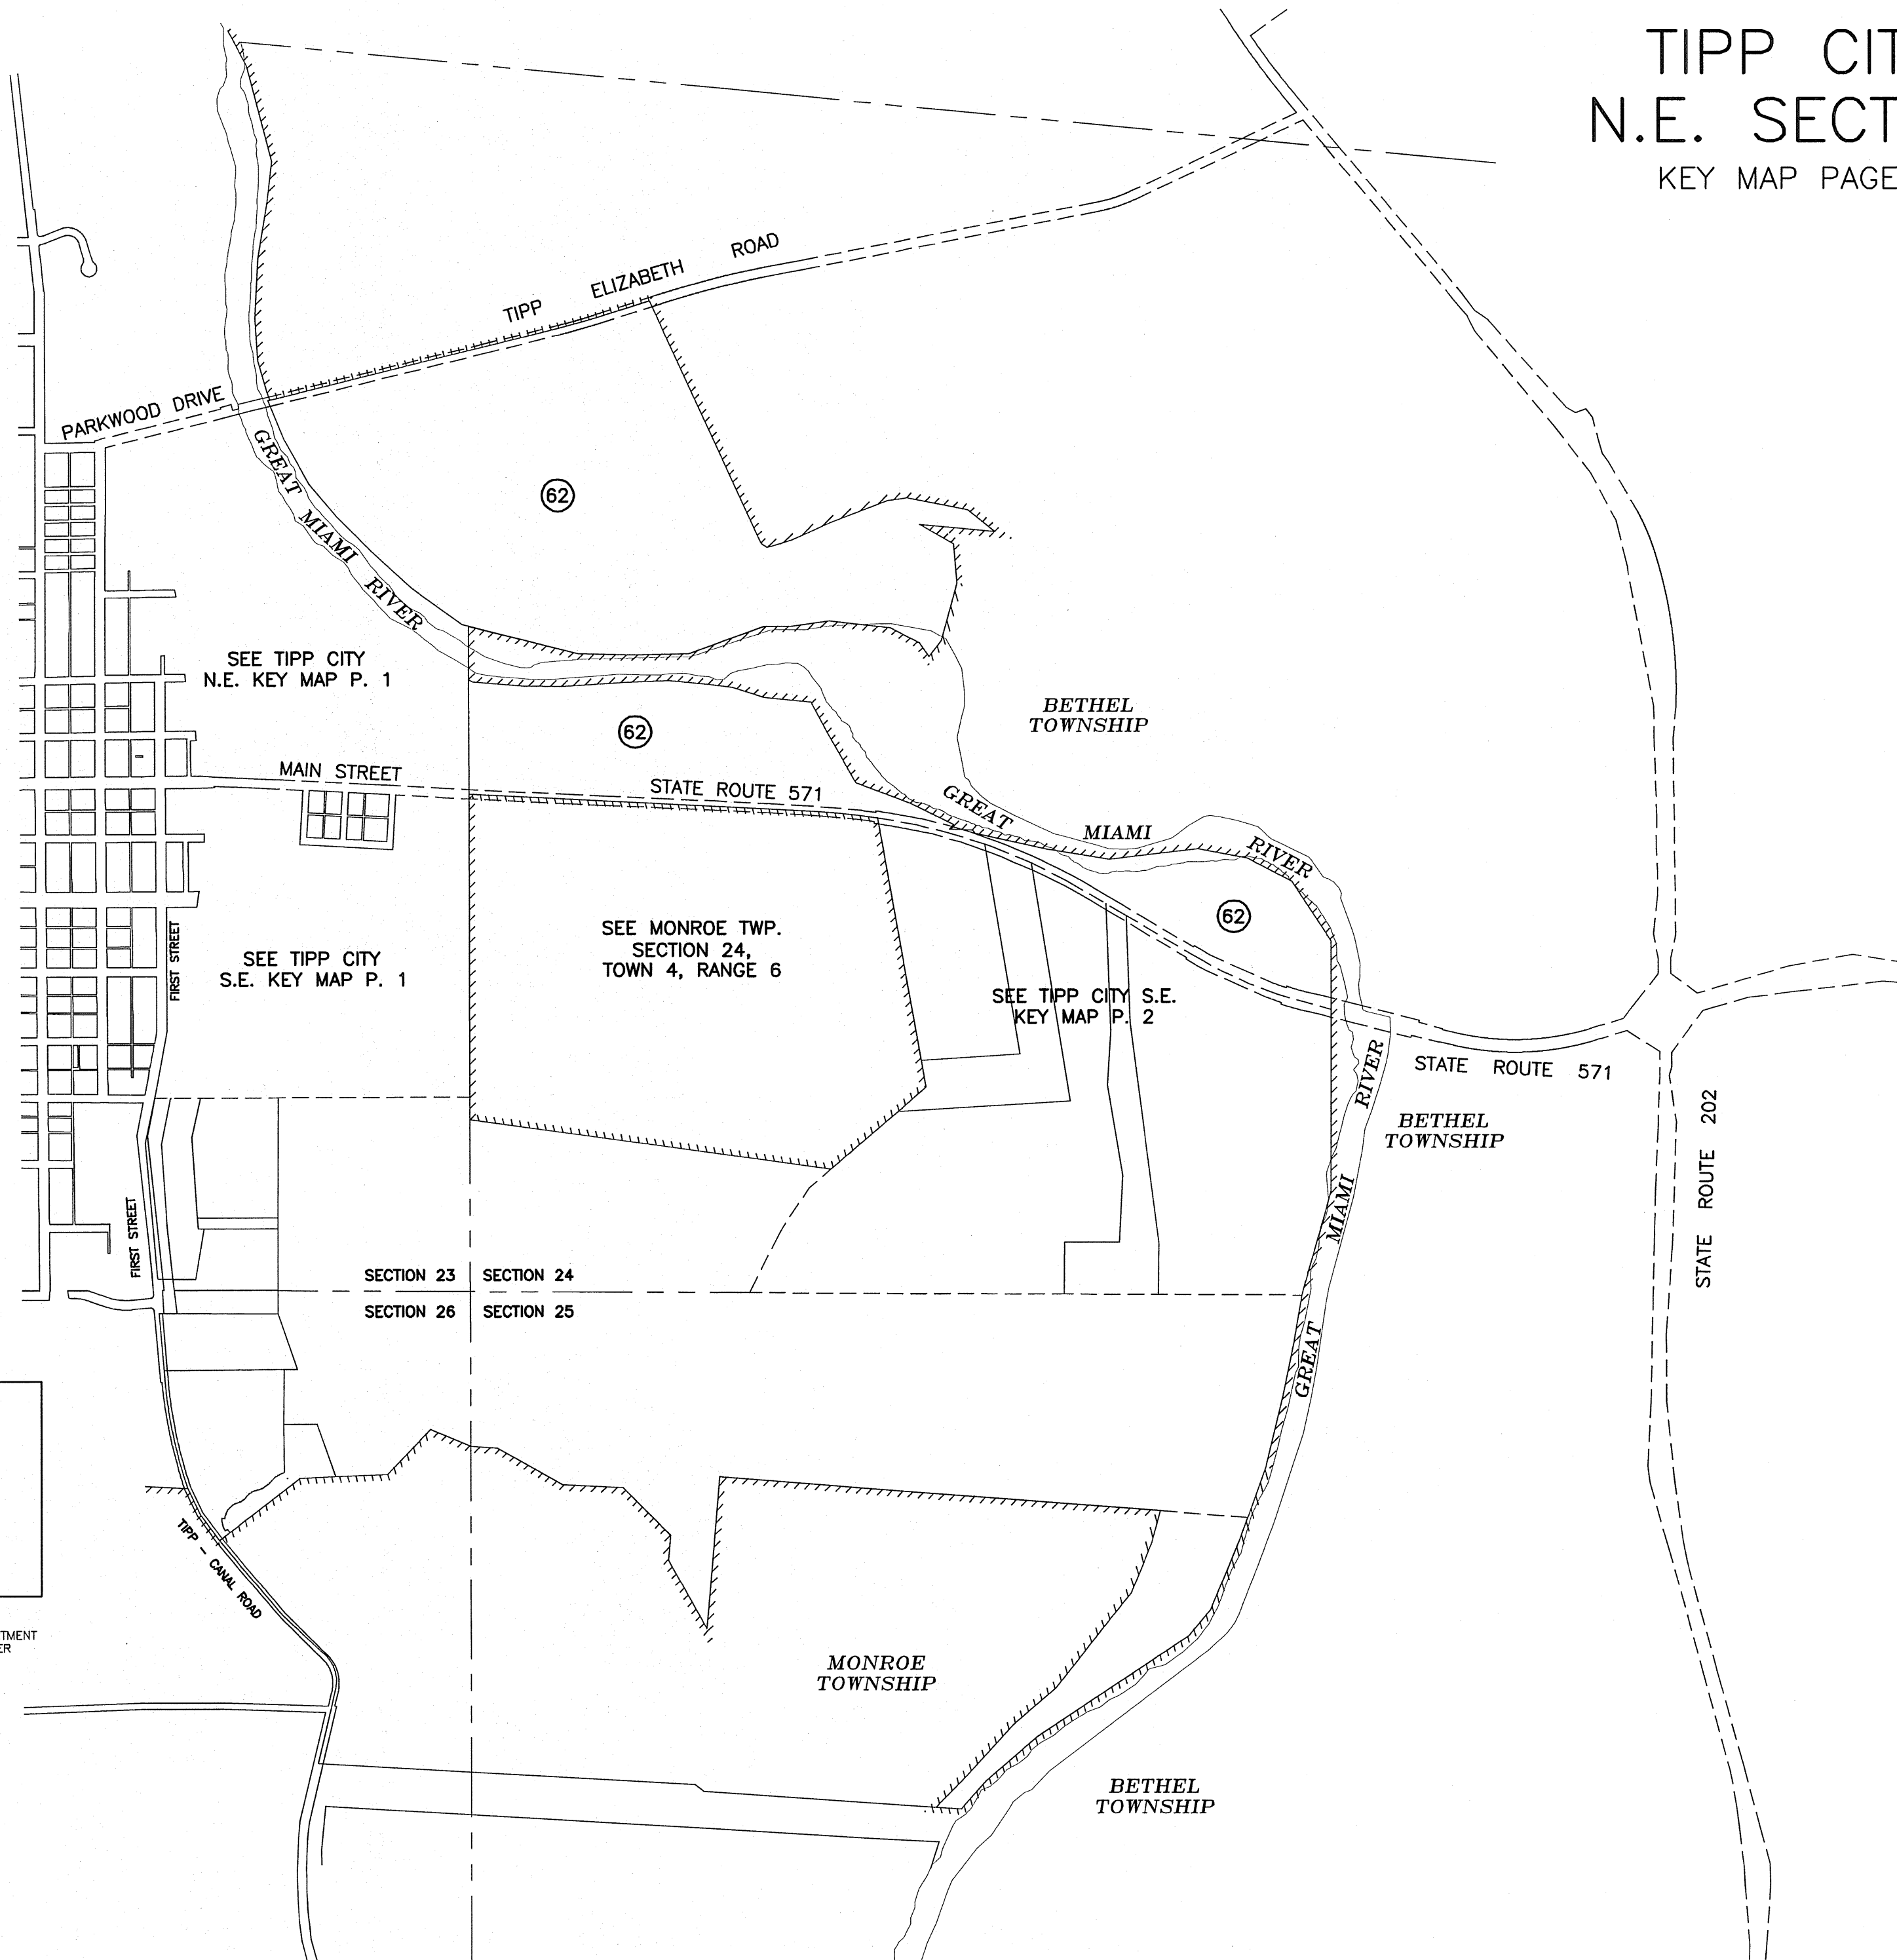 TIPP CIT
N.E. SECT
KEY MAP PAGE
TIPP ELIZABETH ROAD
PARKWOOD DRIVE
GREAT MIAMI RIVER
62
SEE TIPP CITY
N.E. KEY MAP P. 1
BETHEL
TOWNSHIP
62
MAIN STREET
STATE ROUTE 571
GREAT MIAMI RIVER
62
SEE MONROE TWP.
SECTION 24,
TOWN 4, RANGE 6
FIRST STREET
SEE TIPP CITY
S.E. KEY MAP P. 1
SEE TIPP CITY S.E.
KEY MAP P. 2
STATE ROUTE 571
GREAT MIAMI RIVER
BETHEL
TOWNSHIP
STATE ROUTE 202
FIRST STREET
SECTION 23
SECTION 24
SECTION 26
SECTION 25
TIPP - CANAL ROAD
TMENT
ER
MONROE
TOWNSHIP
BETHEL
TOWNSHIP